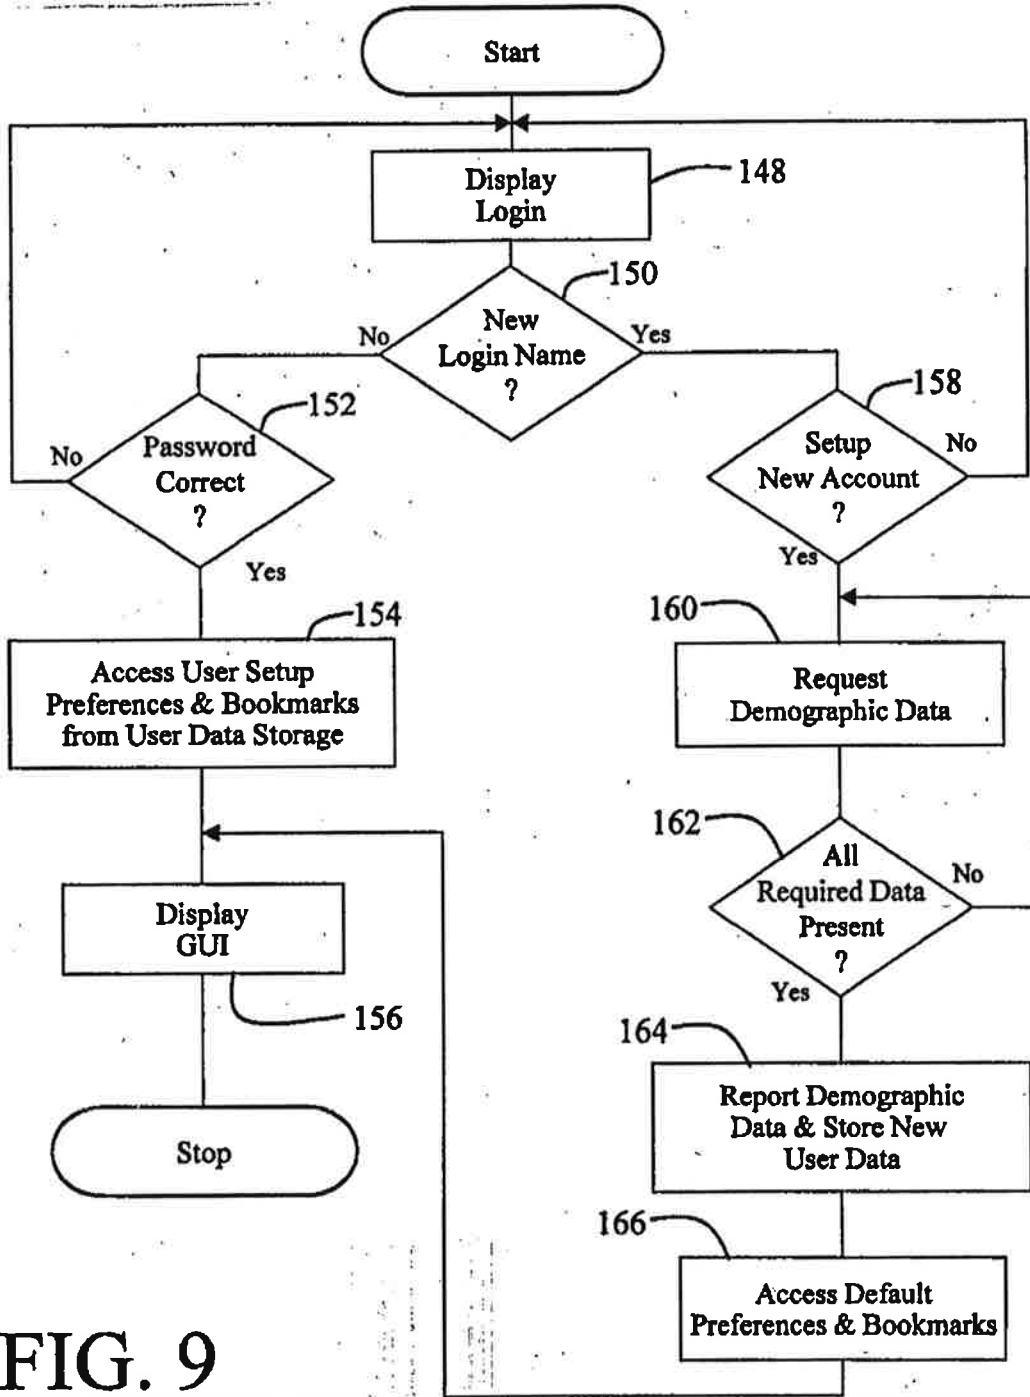 Start
Display
Login
148
150
New
Login Name
?
No
Yes
152
Password
Correct
?
No
Yes
158
Setup
New Account
?
No
Yes
154
Access User Setup
Preferences & Bookmarks
from User Data Storage
160
Request
Demographic Data
162
All
Required Data
Present
?
No
Yes
Display
GUI
156
164
Report Demographic
Data & Store New
User Data
Stop
166
Access Default
Preferences & Bookmarks
FIG. 9